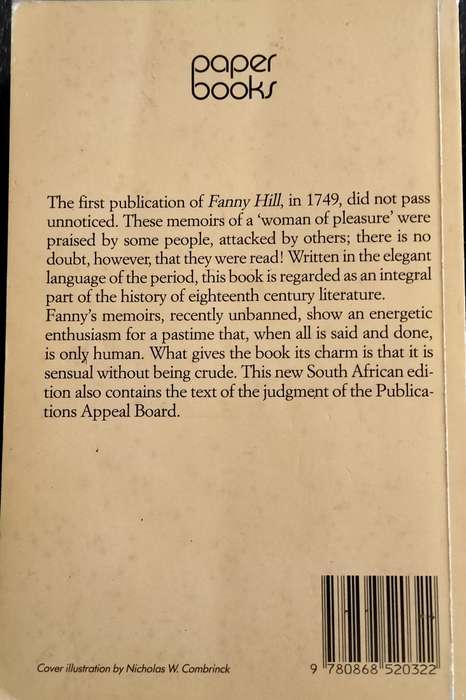 paper
books
The first publication of Fanny Hill, in 1749, did not pass
unnoticed. These memoirs of a ‘woman of pleasure’ were
praised by some people, attacked by others; there is no
doubt, however, that they were read! Written in the elegant
language of the period, this book is regarded as an integral
part of the history of eighteenth century literature.
Fanny’s memoirs, recently unbanned, show an energetic
enthusiasm for a pastime that, when all is said and done,
is only human. What gives the book its charm is that it is
sensual without being crude. This new South African edi-
tion also contains the text of the judgment of the Publica-
tions Appeal Board.
Cover illustration by Nicholas W. Combrinck
9 780868 520322